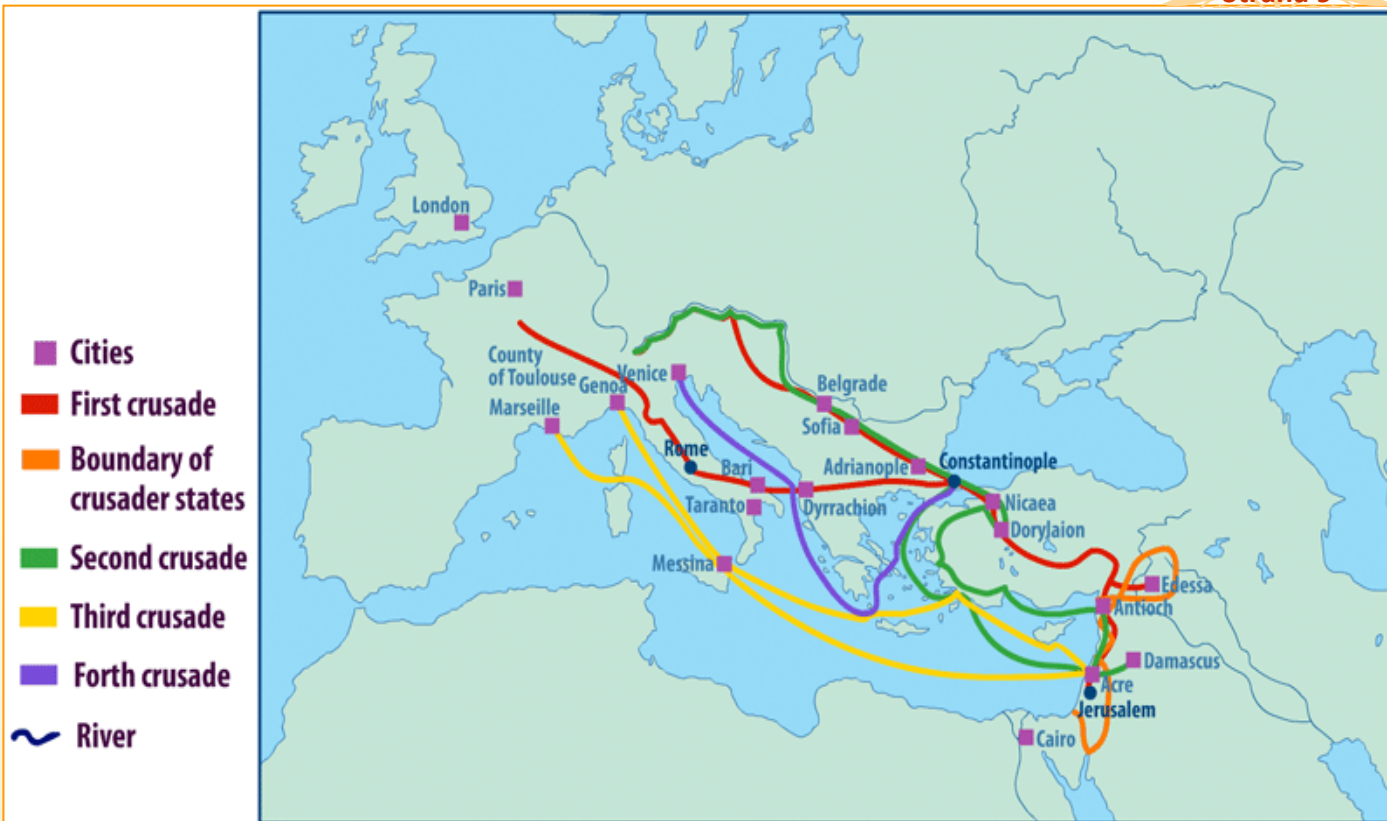 Strana 9
London
Paris
County
of Toulouse
Venice
Genoa
Marseille
Belgrade
Sofia
Rome
Bari
Adrianople
Constantinople
Taranto
Dyrrachion
Nicaea
Dorylaion
Messina
Edessa
Antioch
Damascus
Acre
Jerusalem
Cairo
Cities
First crusade
Boundary of
crusader states
Second crusade
Third crusade
Forth crusade
River